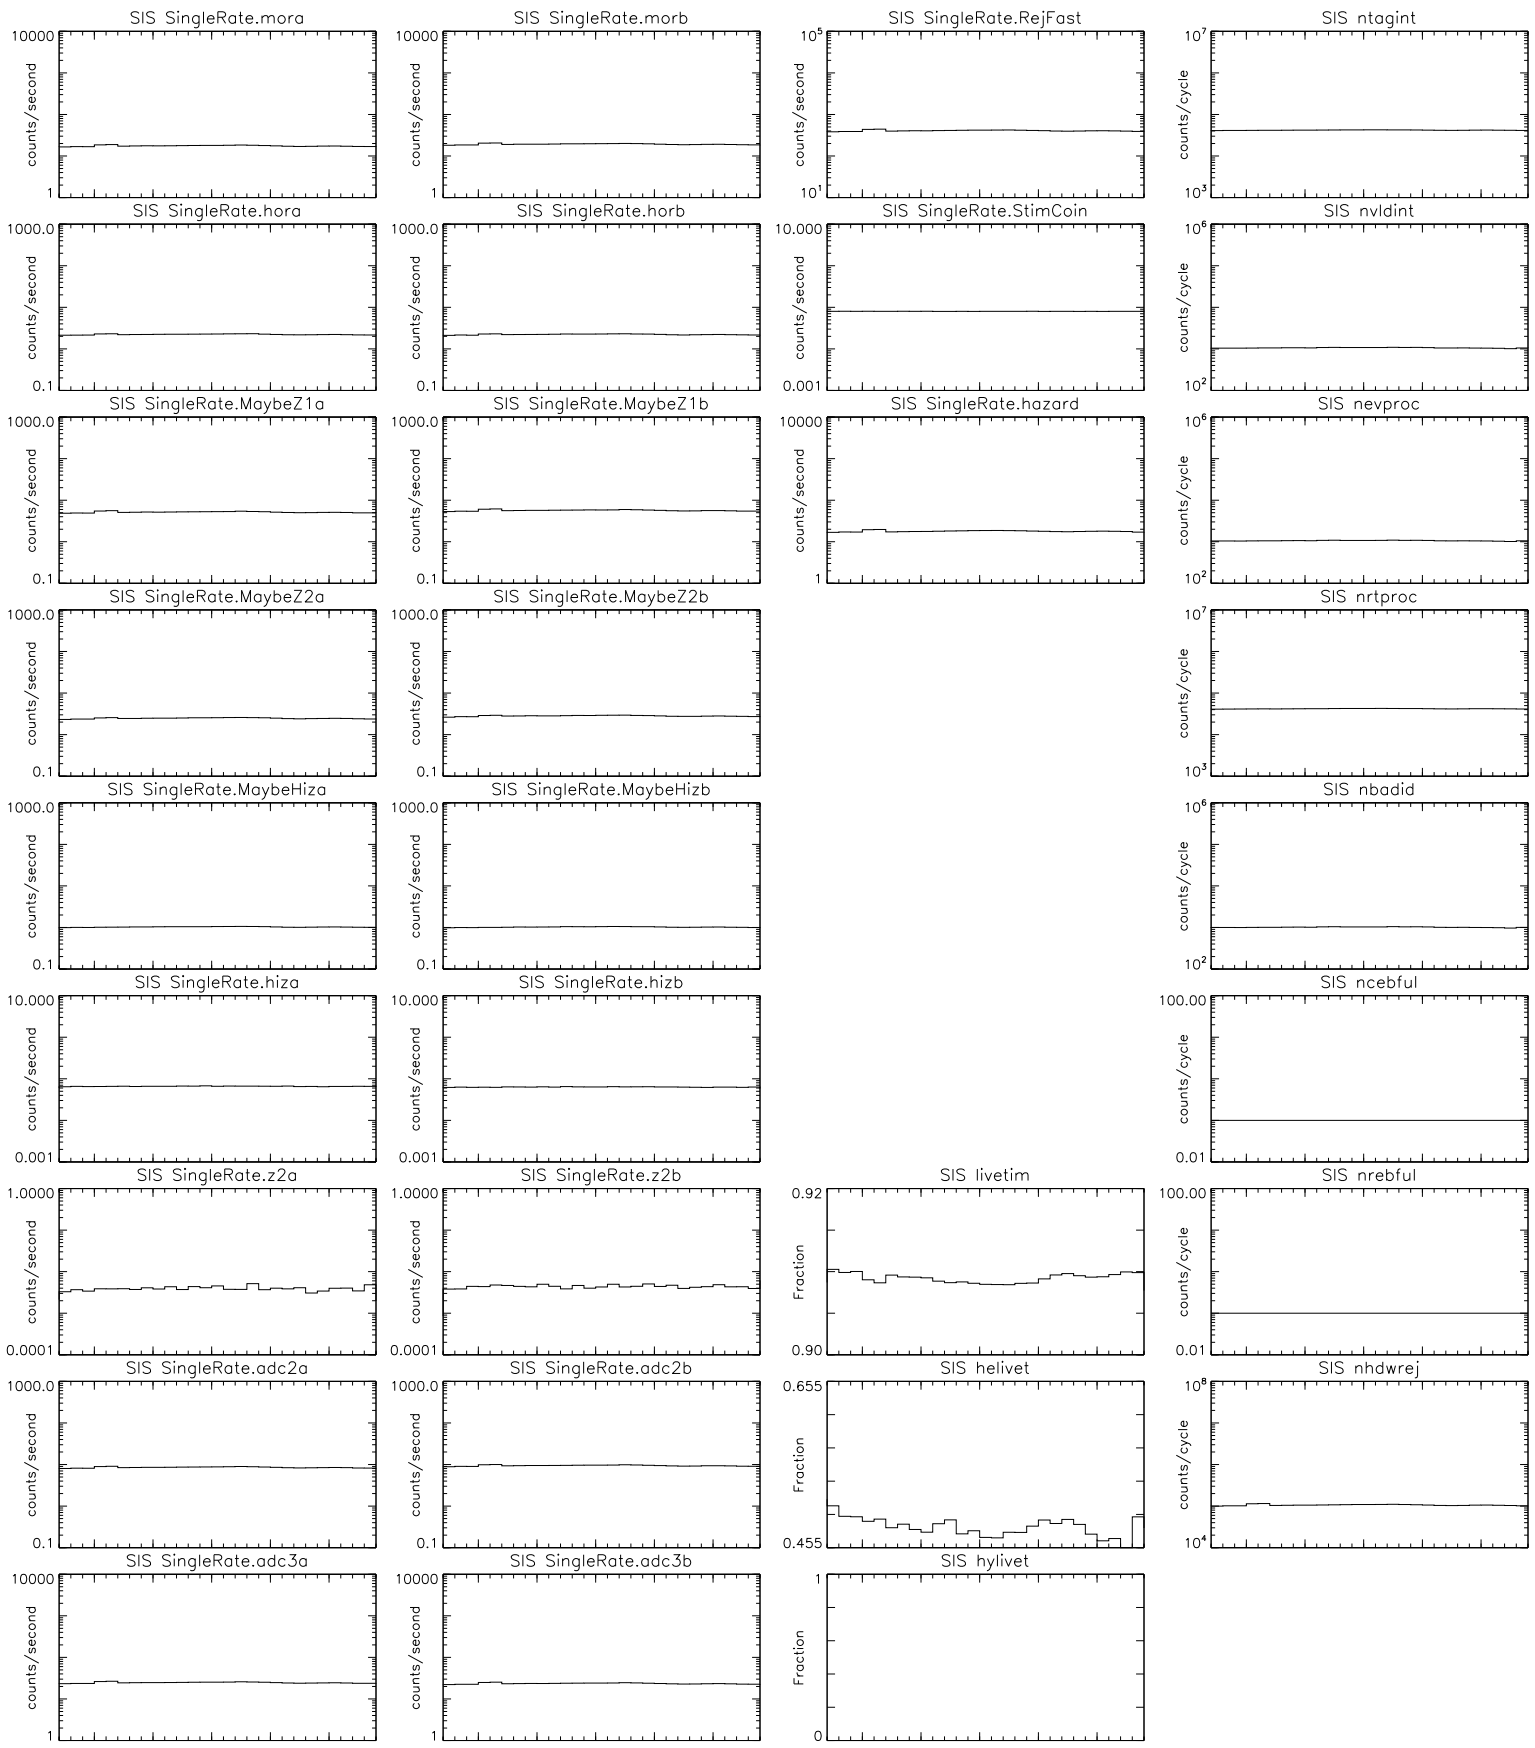 SIS SingleRate.mora
10000
counts/second
1
SIS SingleRate.morb
10000
counts/second
1
SIS SingleRate.RejFast
10^5
counts/second
10^1
SIS ntagint
10^7
counts/cycle
10^3
SIS SingleRate.hora
1000.0
counts/second
0.1
SIS SingleRate.horb
1000.0
counts/second
0.1
SIS SingleRate.StimCoin
10.000
counts/second
0.001
SIS nvldint
10^6
counts/cycle
10^2
SIS SingleRate.MaybeZ1a
1000.0
counts/second
0.1
SIS SingleRate.MaybeZ1b
1000.0
counts/second
0.1
SIS SingleRate.hazard
10000
counts/second
1
SIS nevproc
10^6
counts/cycle
10^2
SIS SingleRate.MaybeZ2a
1000.0
counts/second
0.1
SIS SingleRate.MaybeZ2b
1000.0
counts/second
0.1
SIS nrtproc
10^7
counts/cycle
10^3
SIS SingleRate.MaybeHiza
1000.0
counts/second
0.1
SIS SingleRate.MaybeHizb
1000.0
counts/second
0.1
SIS nbadid
10^6
counts/cycle
10^2
SIS SingleRate.hiza
10.000
counts/second
0.001
SIS SingleRate.hizb
10.000
counts/second
0.001
SIS ncebful
100.00
counts/cycle
0.01
SIS SingleRate.z2a
1.0000
counts/second
0.0001
SIS SingleRate.z2b
1.0000
counts/second
0.0001
SIS livetim
0.92
Fraction
0.90
SIS nrebful
100.00
counts/cycle
0.01
SIS SingleRate.adc2a
1000.0
counts/second
0.1
SIS SingleRate.adc2b
1000.0
counts/second
0.1
SIS helivet
0.655
Fraction
0.455
SIS nhdwrej
10^8
counts/cycle
10^4
SIS SingleRate.adc3a
10000
counts/second
1
SIS SingleRate.adc3b
10000
counts/second
1
SIS hylivet
1
Fraction
0